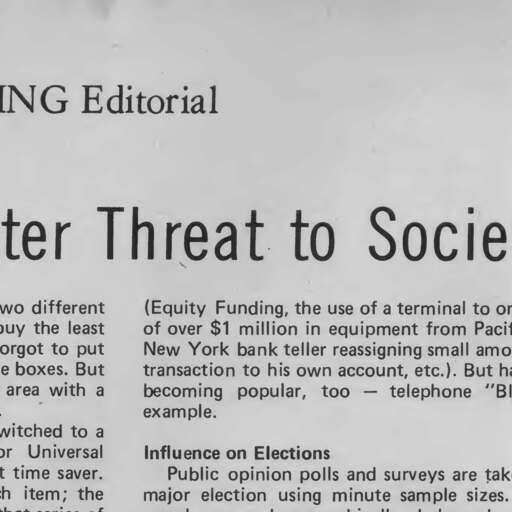 ING Editorial
ter Threat to Socie
wo different
buy the least
orgot to put
e boxes. But
area with a
witched to a
or Universal
t time saver.
ch item; the
(Equity Funding, the use of a terminal to or
of over $1 million in equipment from Pacif
New York bank teller reassigning small amo
transaction to his own account, etc.). But ha
becoming popular, too — telephone "Bl
example.
Influence on Elections
Public opinion polls and surveys are tak
major election using minute sample sizes.